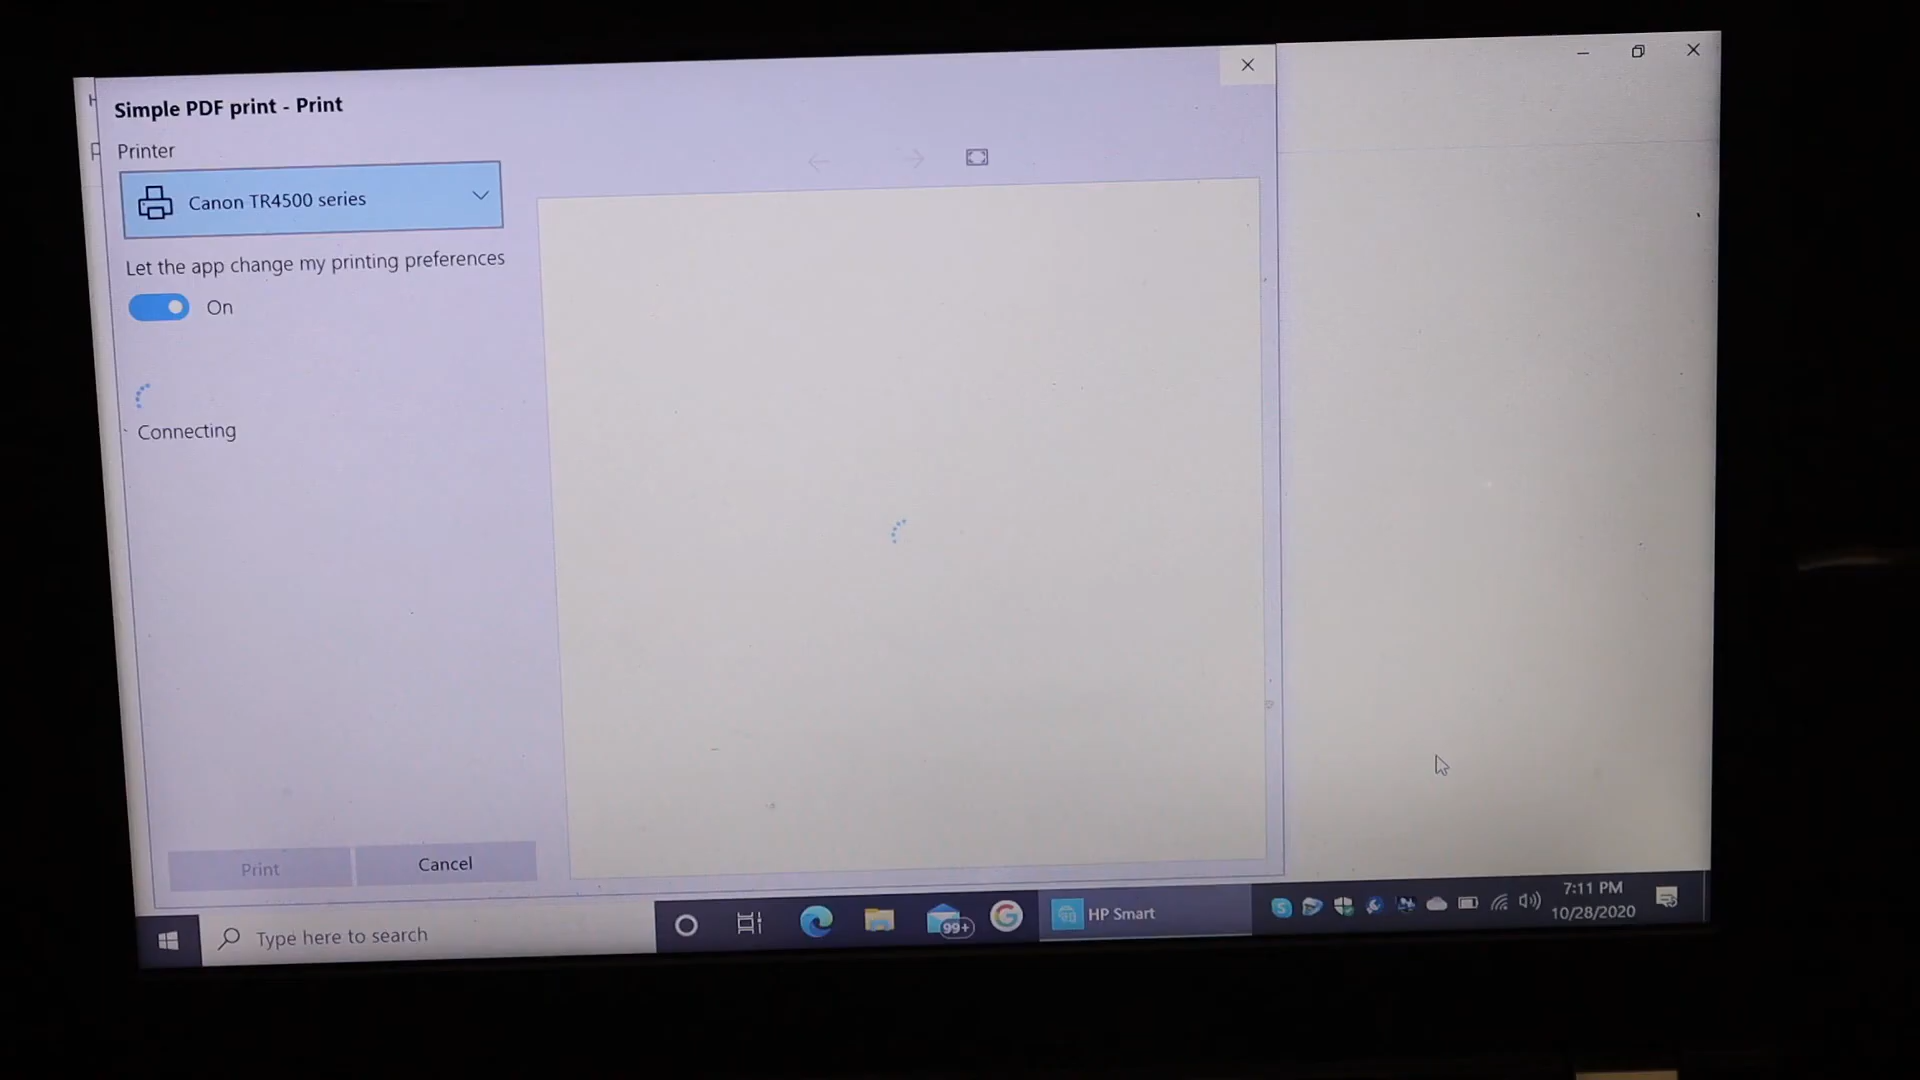 Simple PDF print - Print
Printer
Canon TR4500 series
Let the app change my printing preferences
On
Connecting
Print
Cancel
Type here to search
99+
HP Smart
7:11 PM
10/28/2020